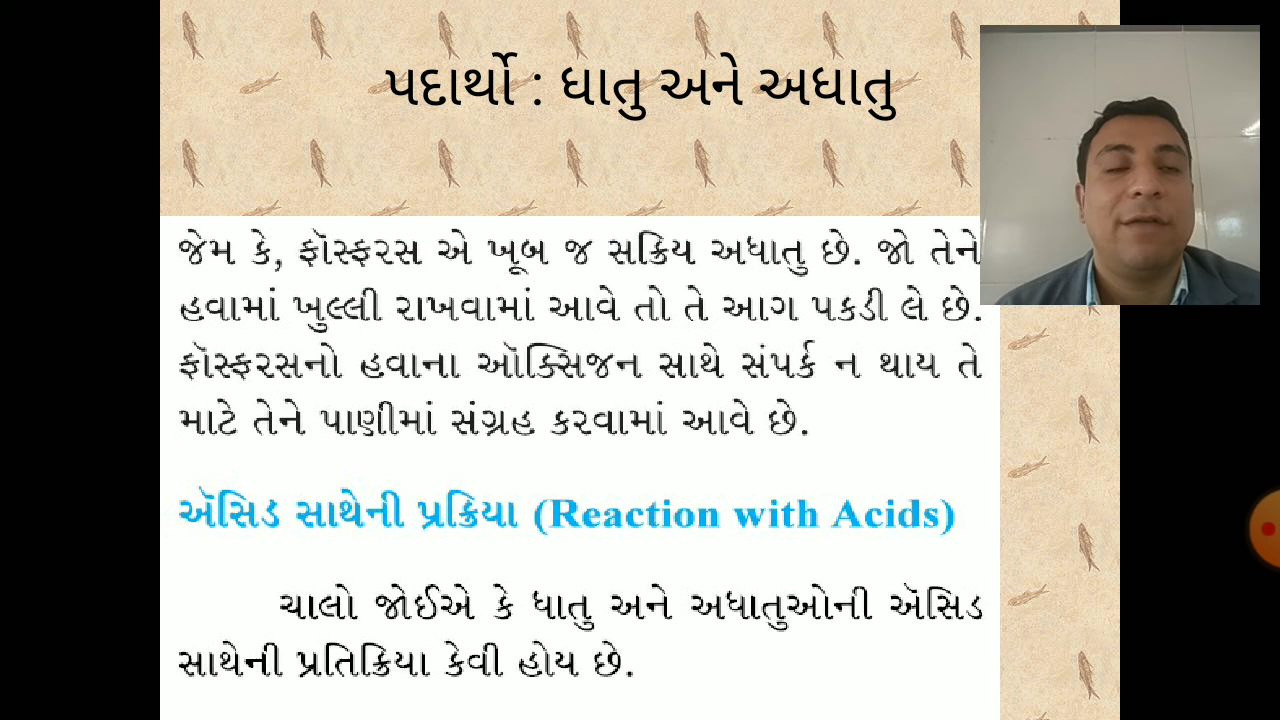 પદાર્થો : ધાતુ અને અધાતુ
જેમ કે, ફૉસ્ફરસ એ ખૂબ જ સક્રિય અધાતુ છે. જો તેને
હવામાં ખુલ્લી રાખવામાં આવે તો તે આગ પકડી લે છે.
ફૉસ્ફરસનો હવાના ઑક્સિજન સાથે સંપર્ક ન થાય તે
માટે તેને પાણીમાં સંગ્રહ કરવામાં આવે છે.
ઍસિડ સાથેની પ્રક્રિયા (Reaction with Acids)
ચાલો જોઈએ કે ધાતુ અને અધાતુઓની ઍસિડ
સાથેની પ્રતિક્રિયા કેવી હોય છે.